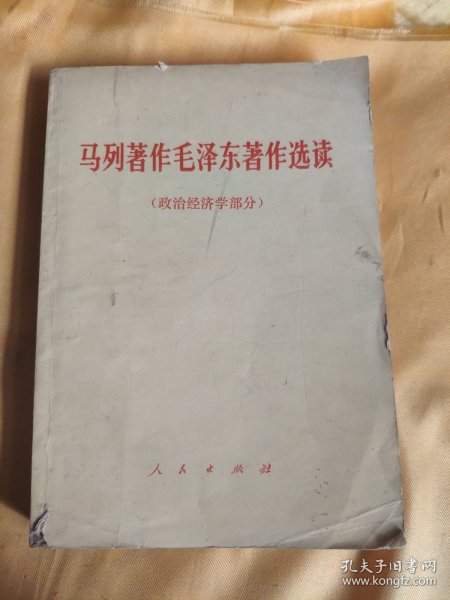 马列著作毛泽东著作选读
（政治经济学部分）
人民出版社
孔夫子旧书网
www.kongfz.com